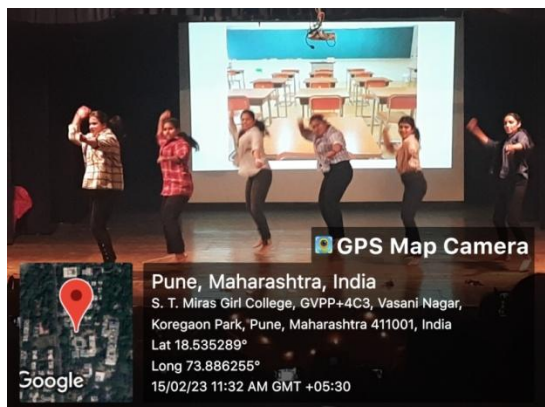 GPS Map Camera
Pune, Maharashtra, India
S. T. Miras Girl College, GVPP+4C3, Vasani Nagar,
Koregaon Park, Pune, Maharashtra 411001, India
Lat 18.535289°
Long 73.886255°
15/02/23 11:32 AM GMT +05:30
Google